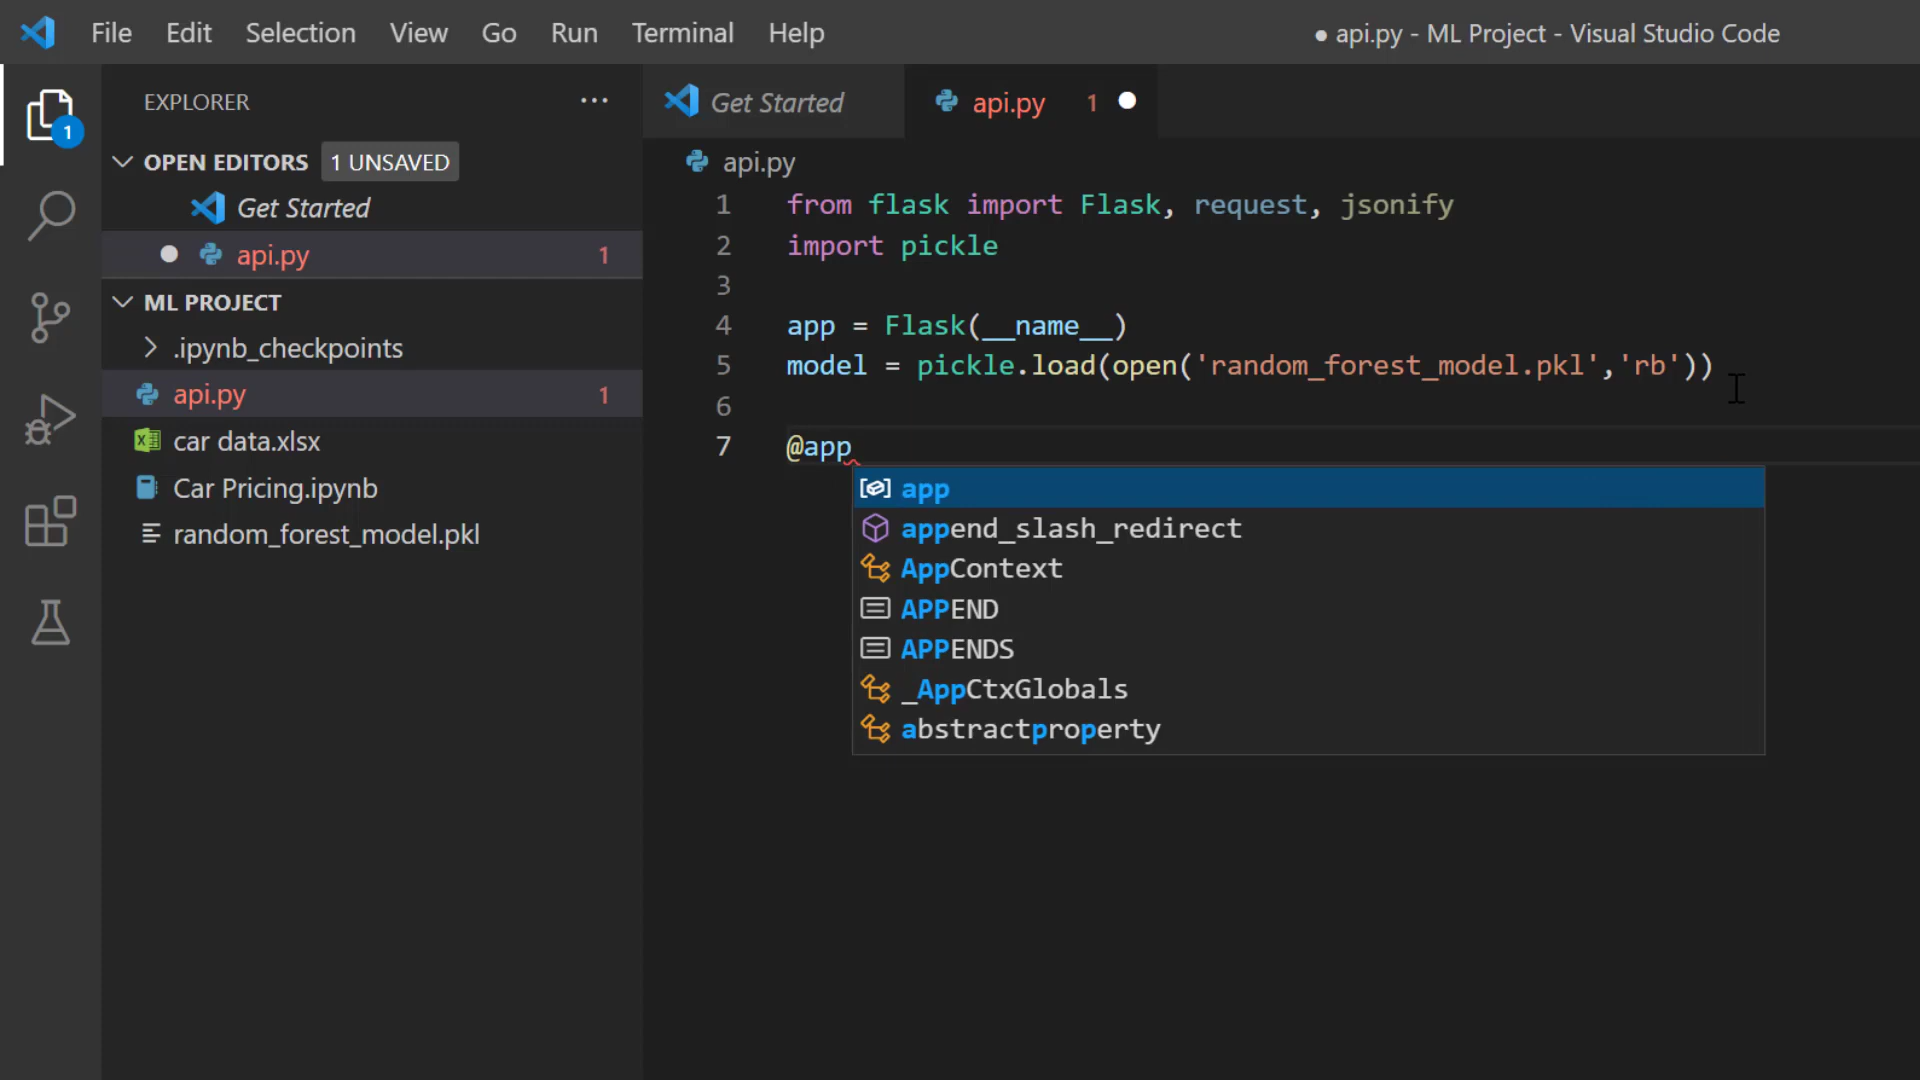 File Edit Selection View Go Run Terminal Help
● api.py - ML Project - Visual Studio Code
1
EXPLORER ...
OPEN EDITORS 1 UNSAVED
Get Started
api.py 1
ML PROJECT
.ipynb_checkpoints
api.py 1
car data.xlsx
Car Pricing.ipynb
random_forest_model.pkl
Get Started api.py 1
api.py
1 from flask import Flask, request, jsonify
2 import pickle
3
4 app = Flask(__name__)
5 model = pickle.load(open('random_forest_model.pkl','rb'))
6
7 @app
app
append_slash_redirect
AppContext
APPEND
APPENDS
_AppCtxGlobals
abstractproperty